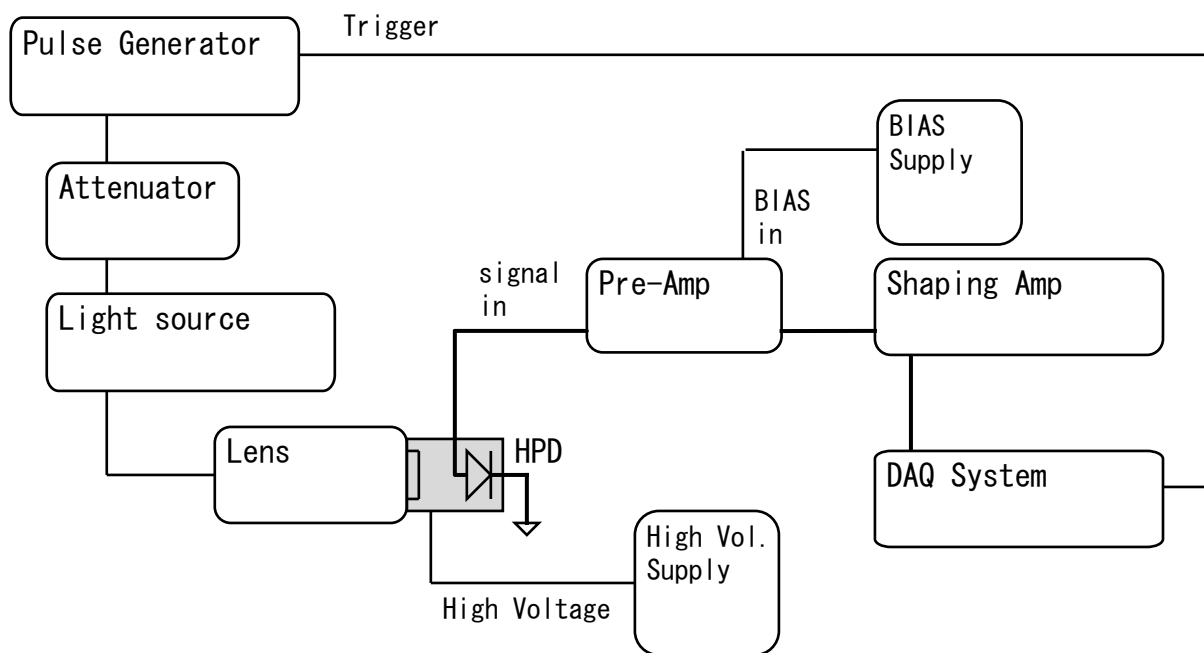 Trigger
Pulse Generator
BIAS
Supply
Attenuator
BIAS
in
signal
in
Pre-Amp
Shaping Amp
Light source
Lens
HPD
DAQ System
High Vol.
Supply
High Voltage